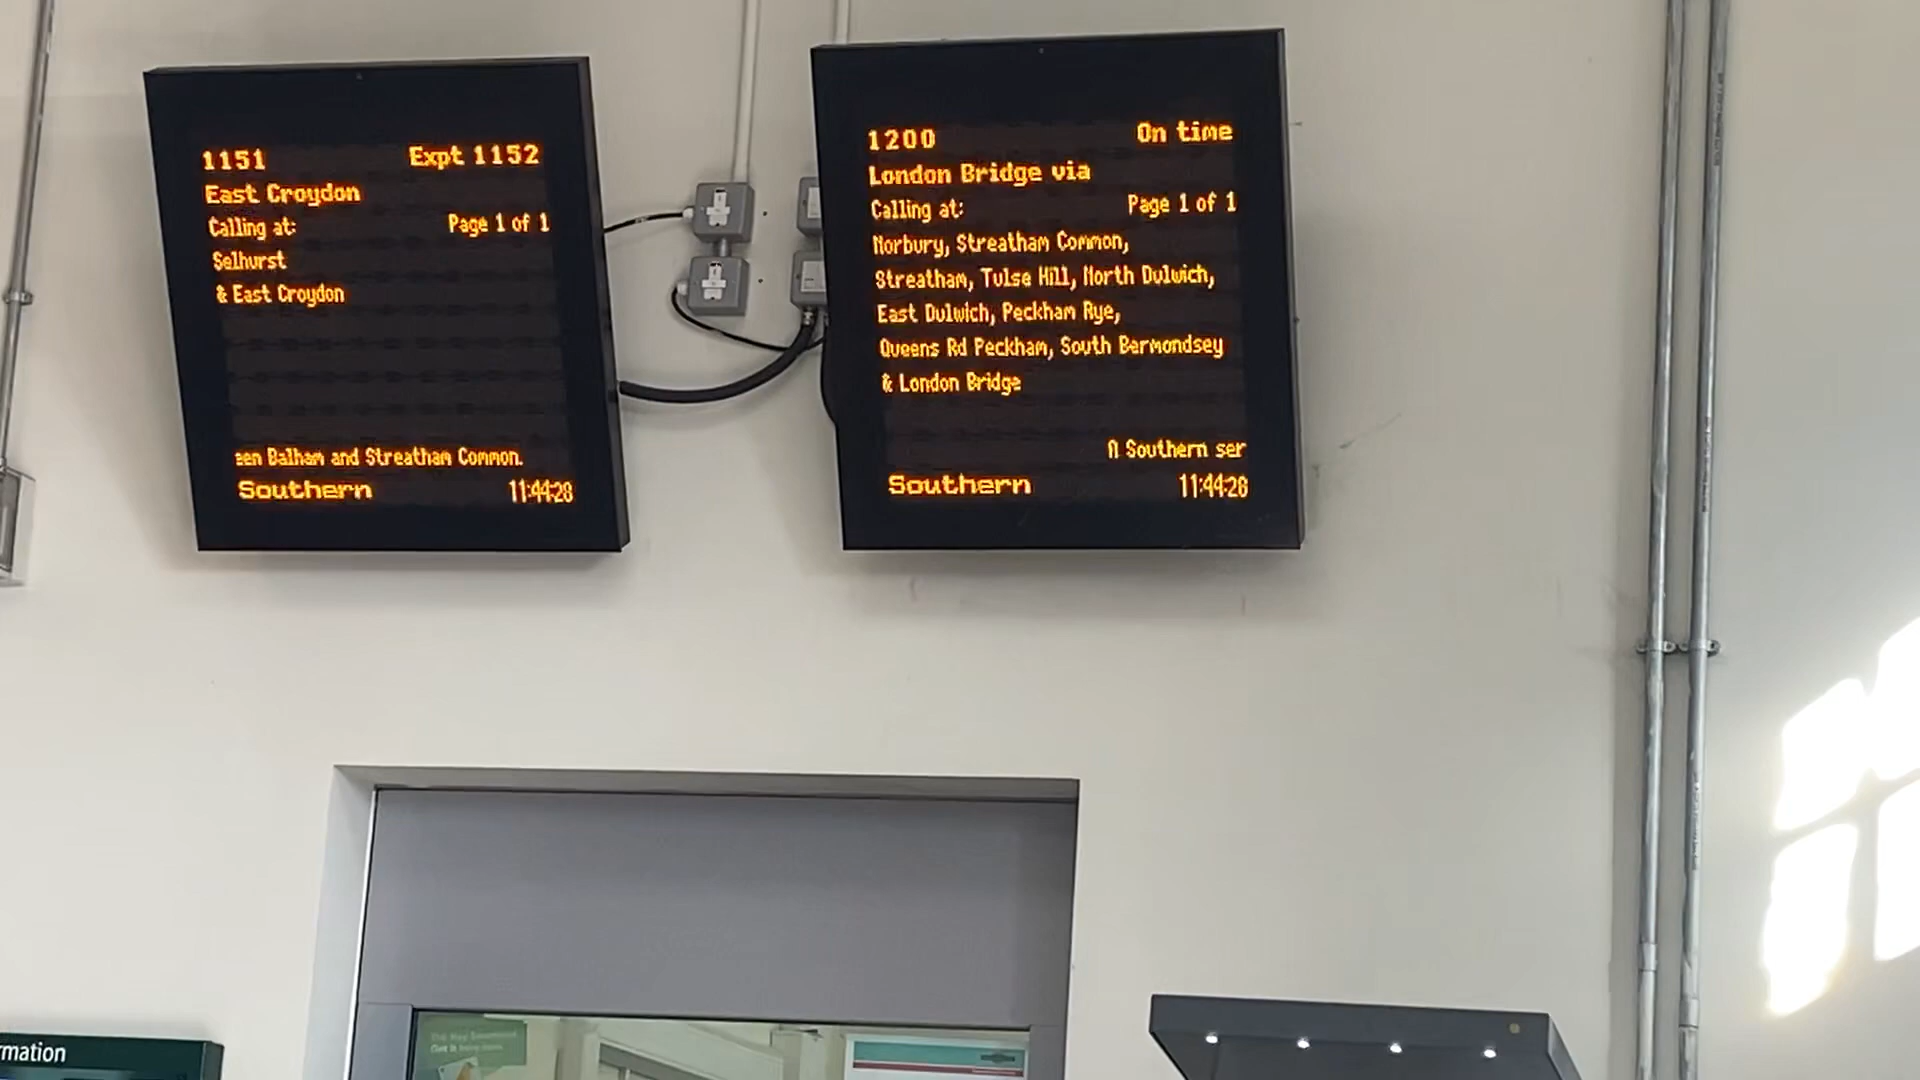 1151 Expt 1152
East Croydon
Calling at: Page 1 of 1
Selhurst
& East Croydon
een Balham and Streatham Common.
Southern 11:44:28
1200 On time
London Bridge via
Calling at: Page 1 of 1
Norbury, Streatham Common,
Streatham, Tulse Hill, North Dulwich,
East Dulwich, Peckham Rye,
Queens Rd Peckham, South Bermondsey
& London Bridge
A Southern ser
Southern 11:44:28
rmation